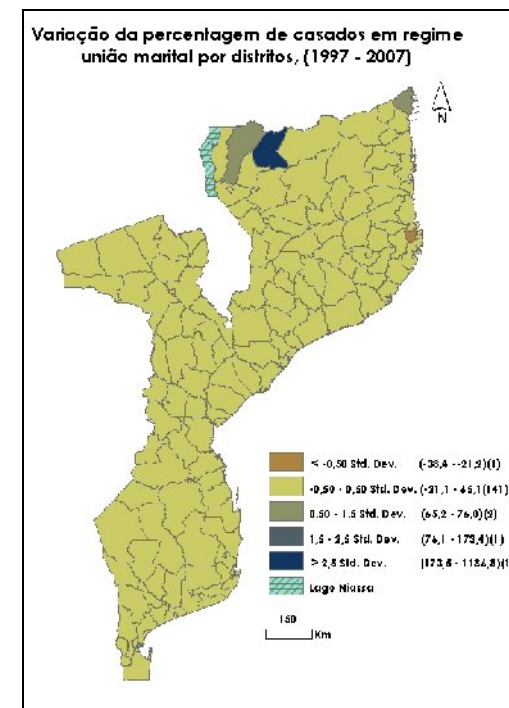 Variação da percentagem de casados em regime
união marital por distritos, (1997 - 2007)
N
< -0,50 Std. Dev. (-38,4 --21,2)(1)
-0,50 - 0,50 Std. Dev. (-21,1 - 65,1)(141)
0.50 - 1.5 Std. Dev. (65,2 - 76,0)(2)
1,5 - 2,5 Std. Dev. (76,1 - 173,4)(1)
> 2,5 Std. Dev. (173,5 - 1186,8)(1
Lago Niassa
150
Km